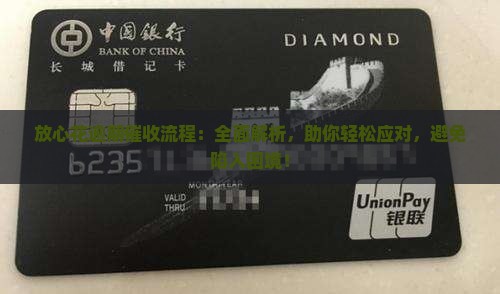 中国银行
DIAMOND
BANK OF CHINA
长城借记卡
放心花逾期催收流程：全面解析，助你轻松应对，避免
陷入困境！
6235
MONTH/YEAR
VALID
THRU
UnionPay
银联